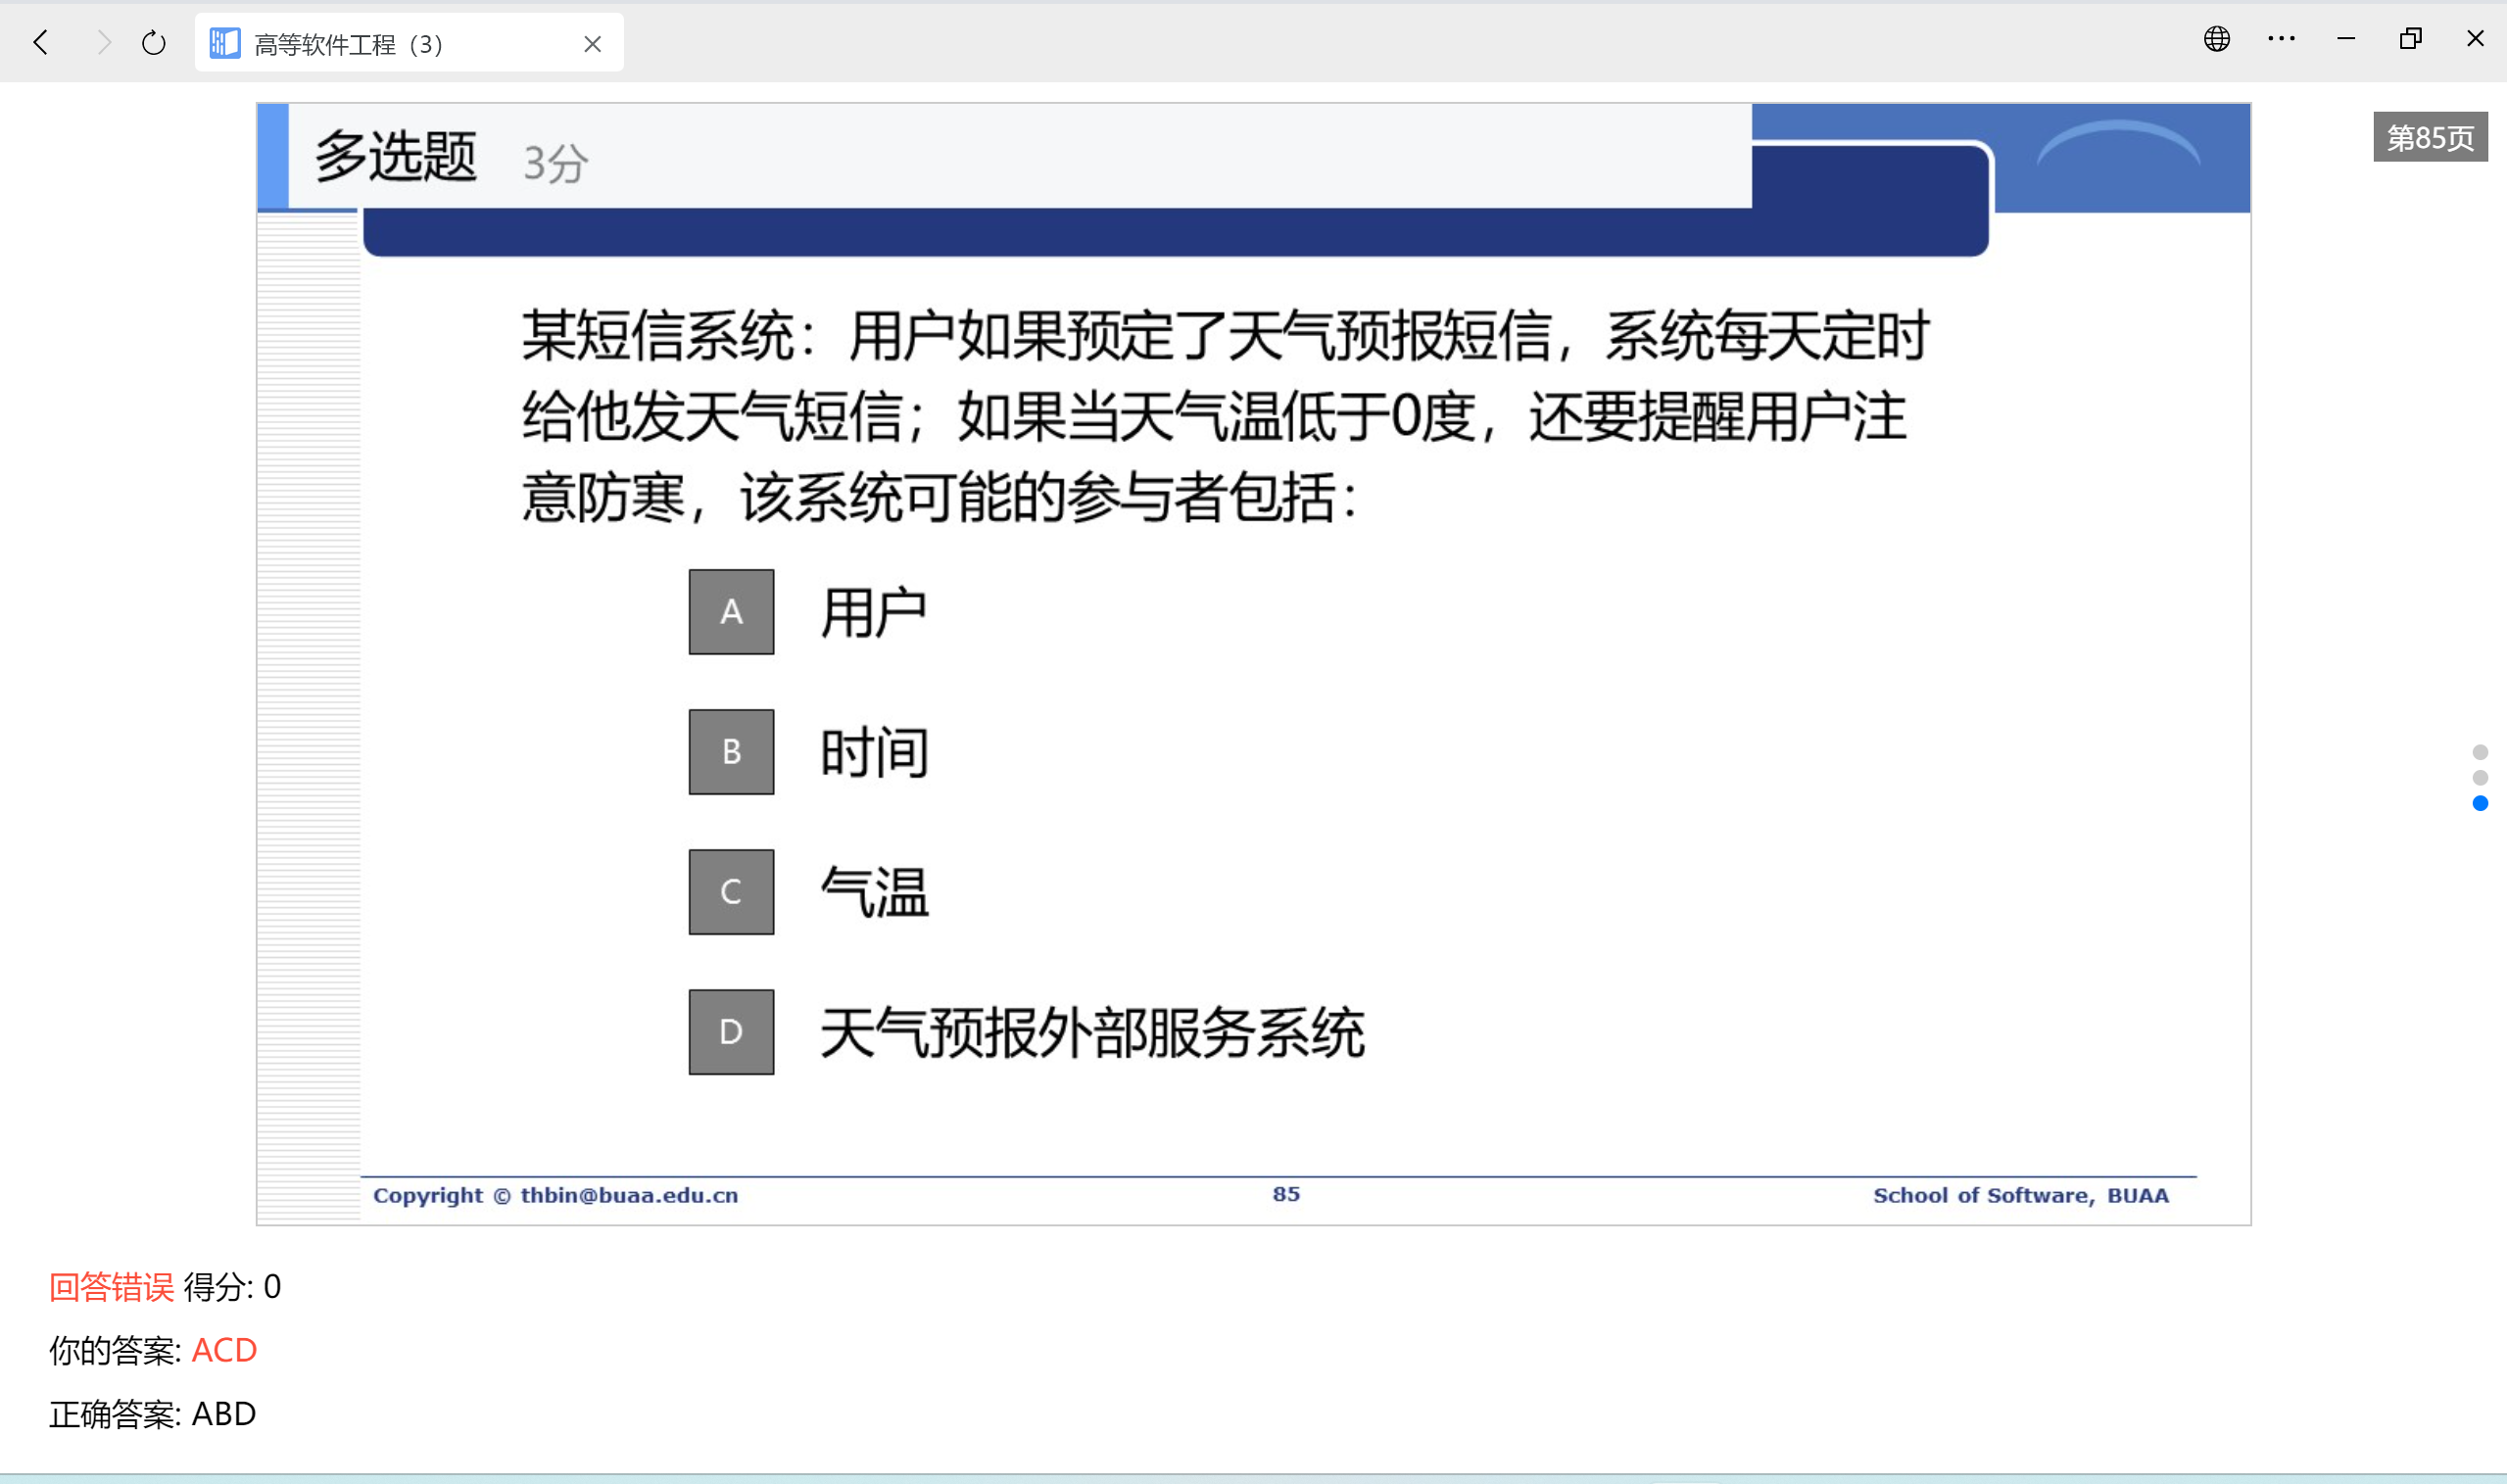 高等软件工程（3）
第85页
多选题 3分
某短信系统：用户如果预定了天气预报短信，系统每天定时
给他发天气短信；如果当天气温低于0度，还要提醒用户注
意防寒，该系统可能的参与者包括：
A 用户
B 时间
C 气温
D 天气预报外部服务系统
Copyright © thbin@buaa.edu.cn 85 School of Software, BUAA
回答错误 得分: 0
你的答案: ACD
正确答案: ABD